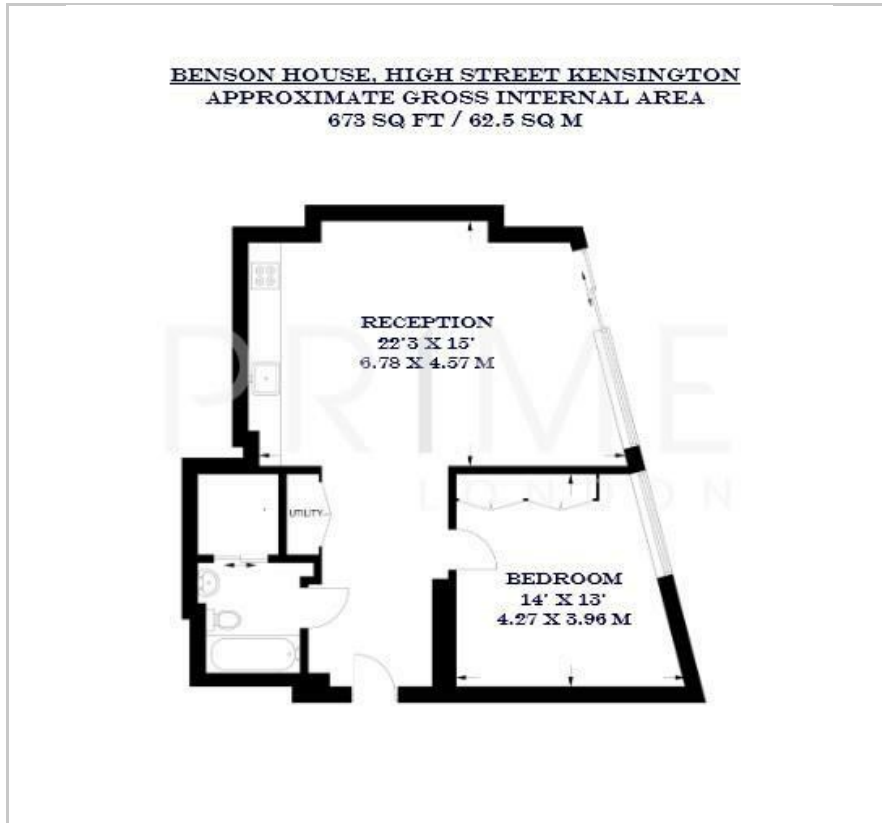 BENSON HOUSE, HIGH STREET KENSINGTON
APPROXIMATE GROSS INTERNAL AREA
673 SQ FT / 62.5 SQ M
RECEPTION
22'3 X 15'
6.78 X 4.57 M
PRIME
LONDON
UTILITY
BEDROOM
14' X 13'
4.27 X 3.96 M